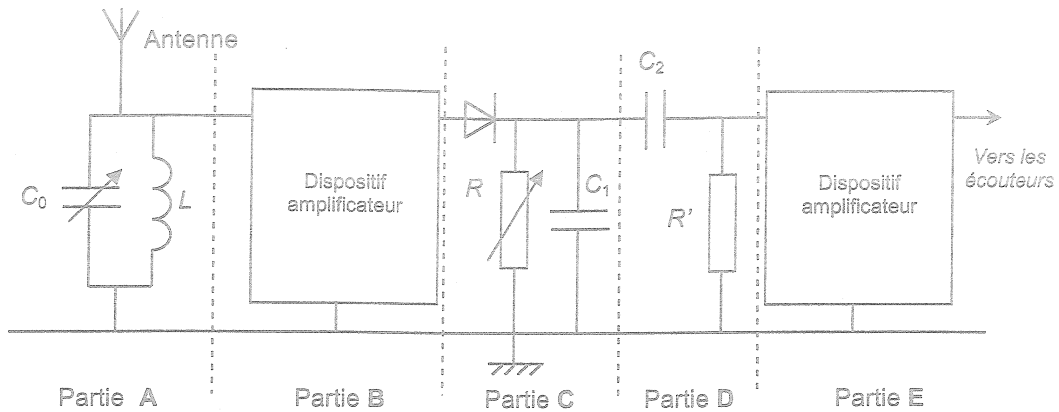 Antenne
C₀
L
Dispositif
amplificateur
R
C₁
C₂
R'
Dispositif
amplificateur
Vers les
écouteurs
Partie A
Partie B
Partie C
Partie D
Partie E